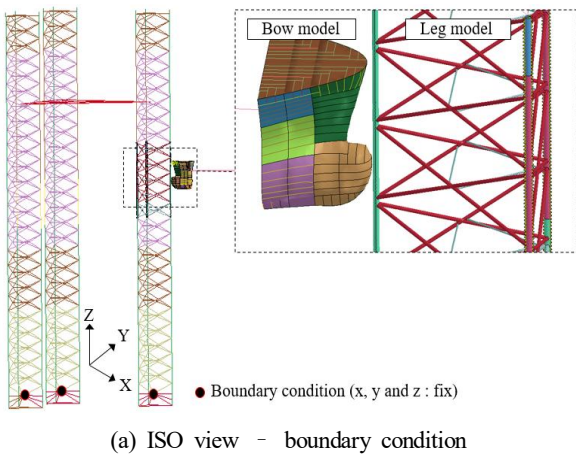 Bow model
Leg model
Z
Y
X
Boundary condition (x, y and z : fix)
(a) ISO view - boundary condition